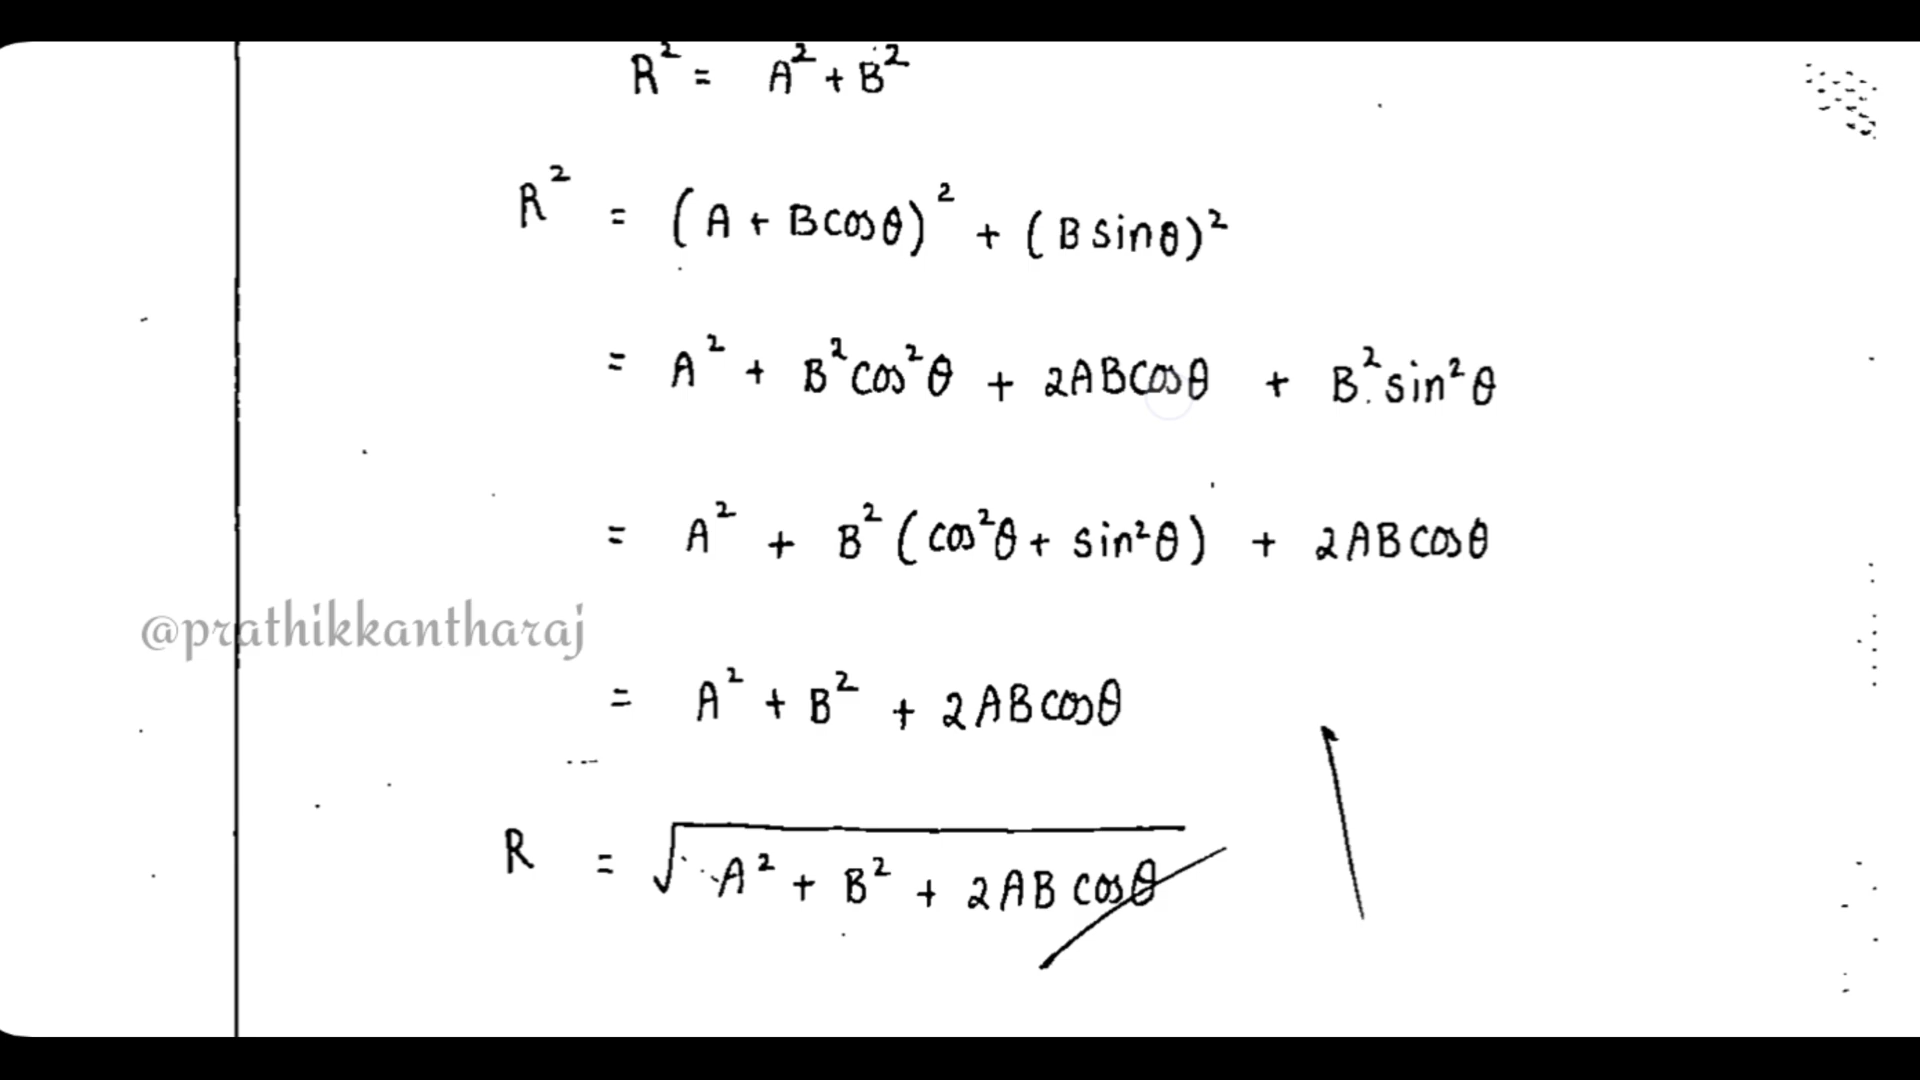 R² = A² + B²
R² = (A + Bcosθ)² + (Bsinθ)²
= A² + B²cos²θ + 2ABcosθ + B²sin²θ
= A² + B²(cos²θ + sin²θ) + 2ABcosθ
@prathikkantharaj
= A² + B² + 2ABcosθ
R = √A² + B² + 2AB cosθ